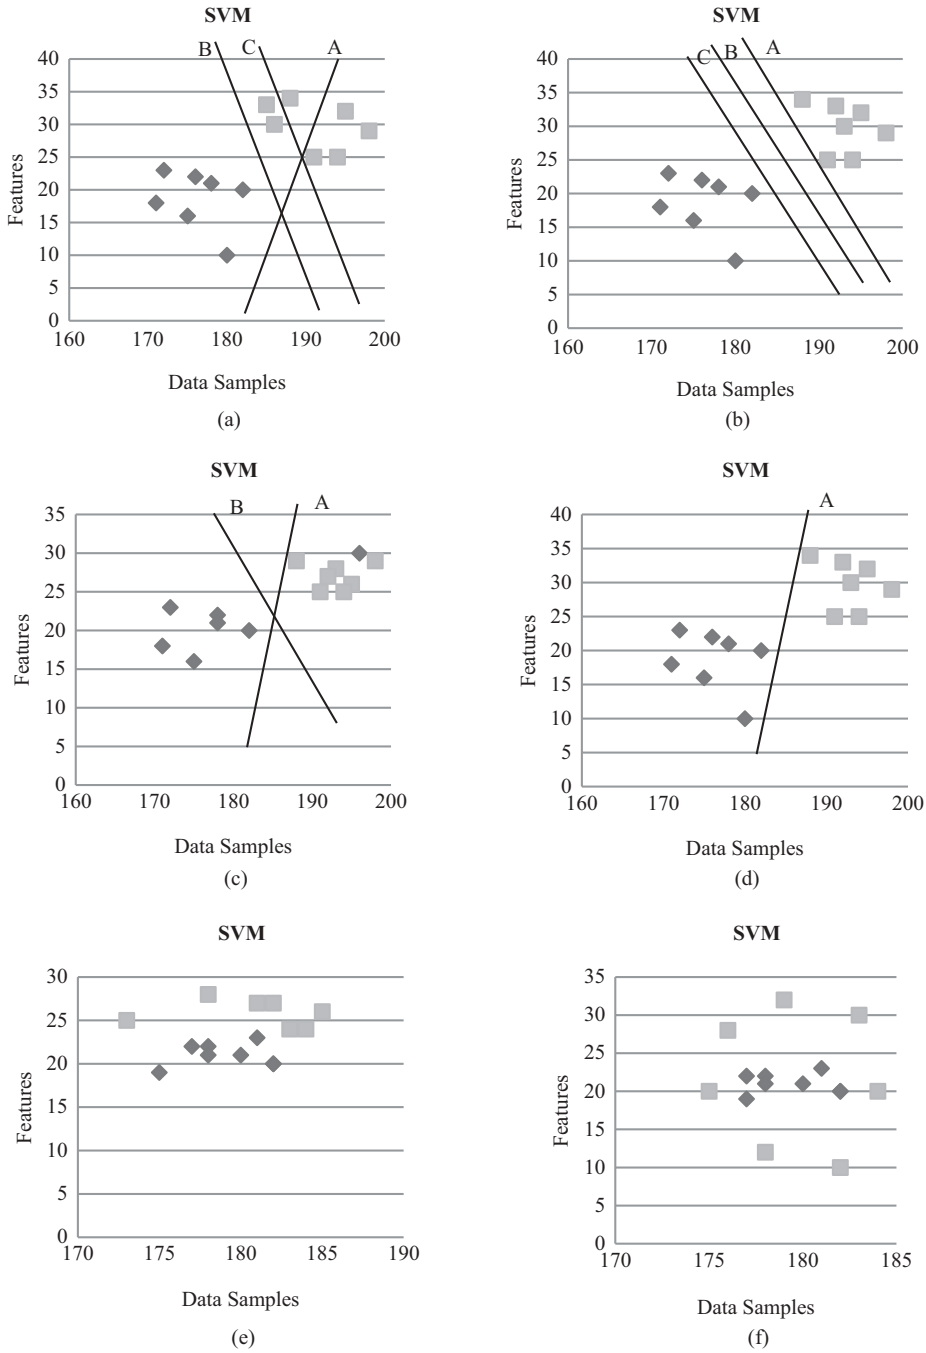 SVM
B C A
40
35
30
25
20
15
10
5
0
160 170 180 190 200
Features
Data Samples
(a)
SVM
C B A
40
35
30
25
20
15
10
5
0
160 170 180 190 200
Features
Data Samples
(b)
SVM
B A
35
30
25
20
15
10
5
0
160 170 180 190 200
Features
Data Samples
(c)
SVM
A
40
35
30
25
20
15
10
5
0
160 170 180 190 200
Features
Data Samples
(d)
SVM
30
25
20
15
10
5
0
170 175 180 185 190
Features
Data Samples
(e)
SVM
35
30
25
20
15
10
5
0
170 175 180 185
Features
Data Samples
(f)